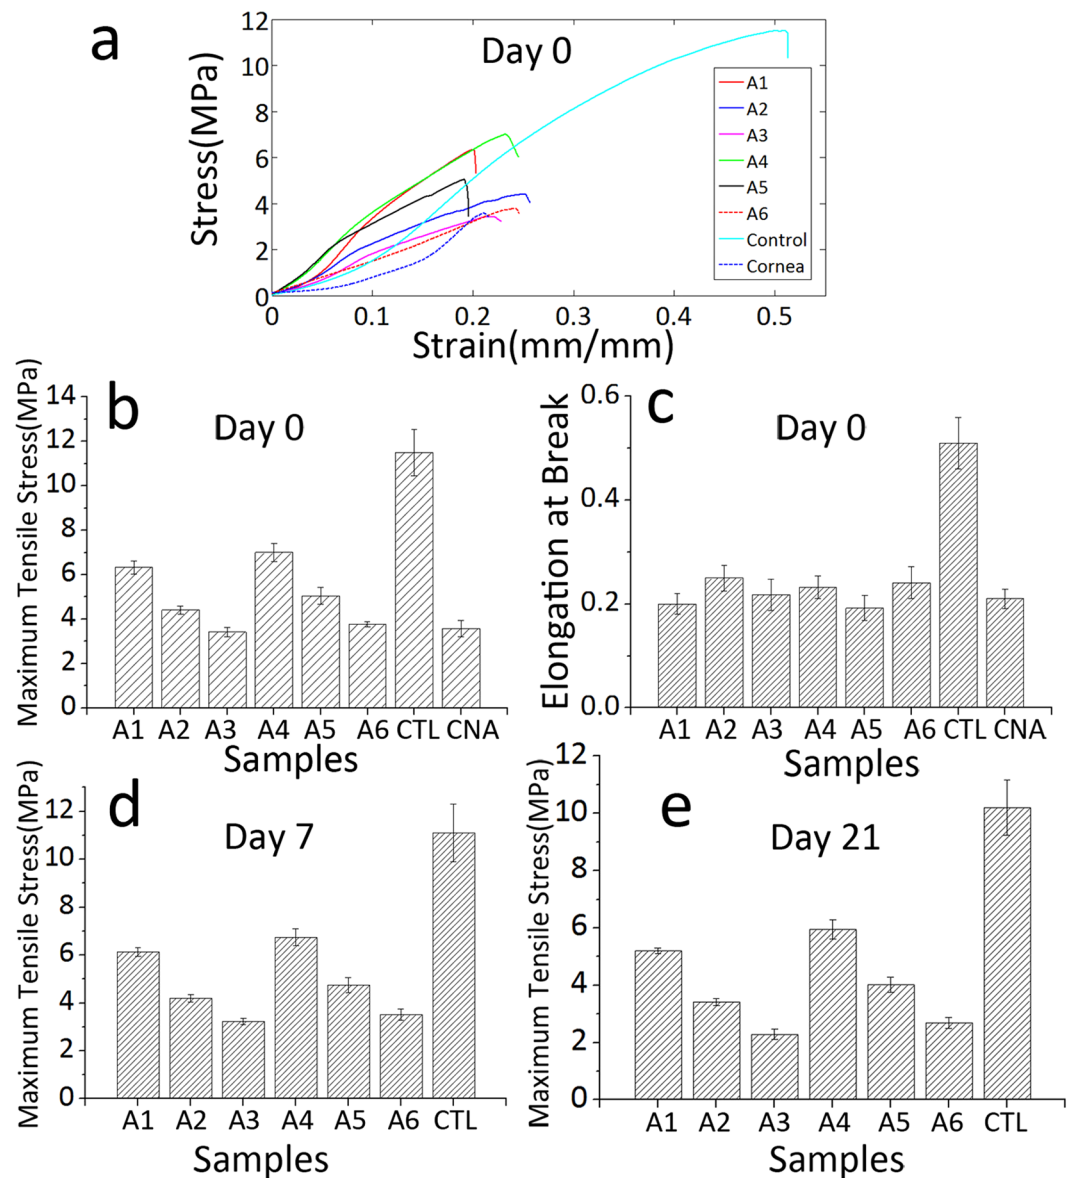 a
Day 0
Stress(MPa)
12
10
8
6
4
2
0
0
0.1
0.2
0.3
0.4
0.5
Strain(mm/mm)
A1
A2
A3
A4
A5
A6
Control
Cornea
b
Day 0
Maximum Tensile Stress(MPa)
14
12
10
8
6
4
2
0
A1 A2 A3 A4 A5 A6 CTL CNA
Samples
c
Day 0
Elongation at Break
0.6
0.4
0.2
0.0
A1 A2 A3 A4 A5 A6 CTL CNA
Samples
d
Day 7
Maximum Tensile Stress(MPa)
12
10
8
6
4
2
0
A1 A2 A3 A4 A5 A6 CTL
Samples
e
Day 21
Maximum Tensile Stress(MPa)
12
10
8
6
4
2
0
A1 A2 A3 A4 A5 A6 CTL
Samples